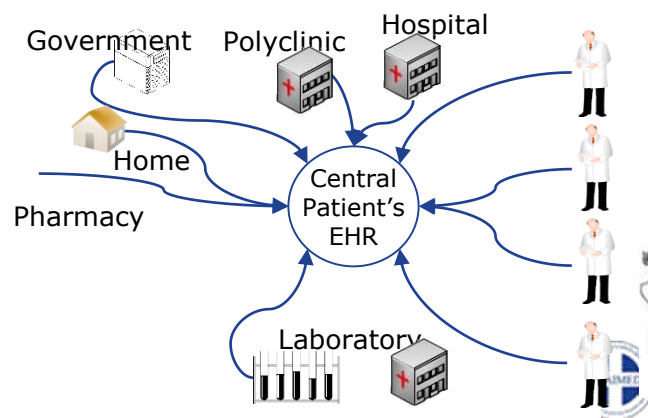 Government
Polyclinic
Hospital
Home
Central
Patient’s
EHR
Pharmacy
Laboratory